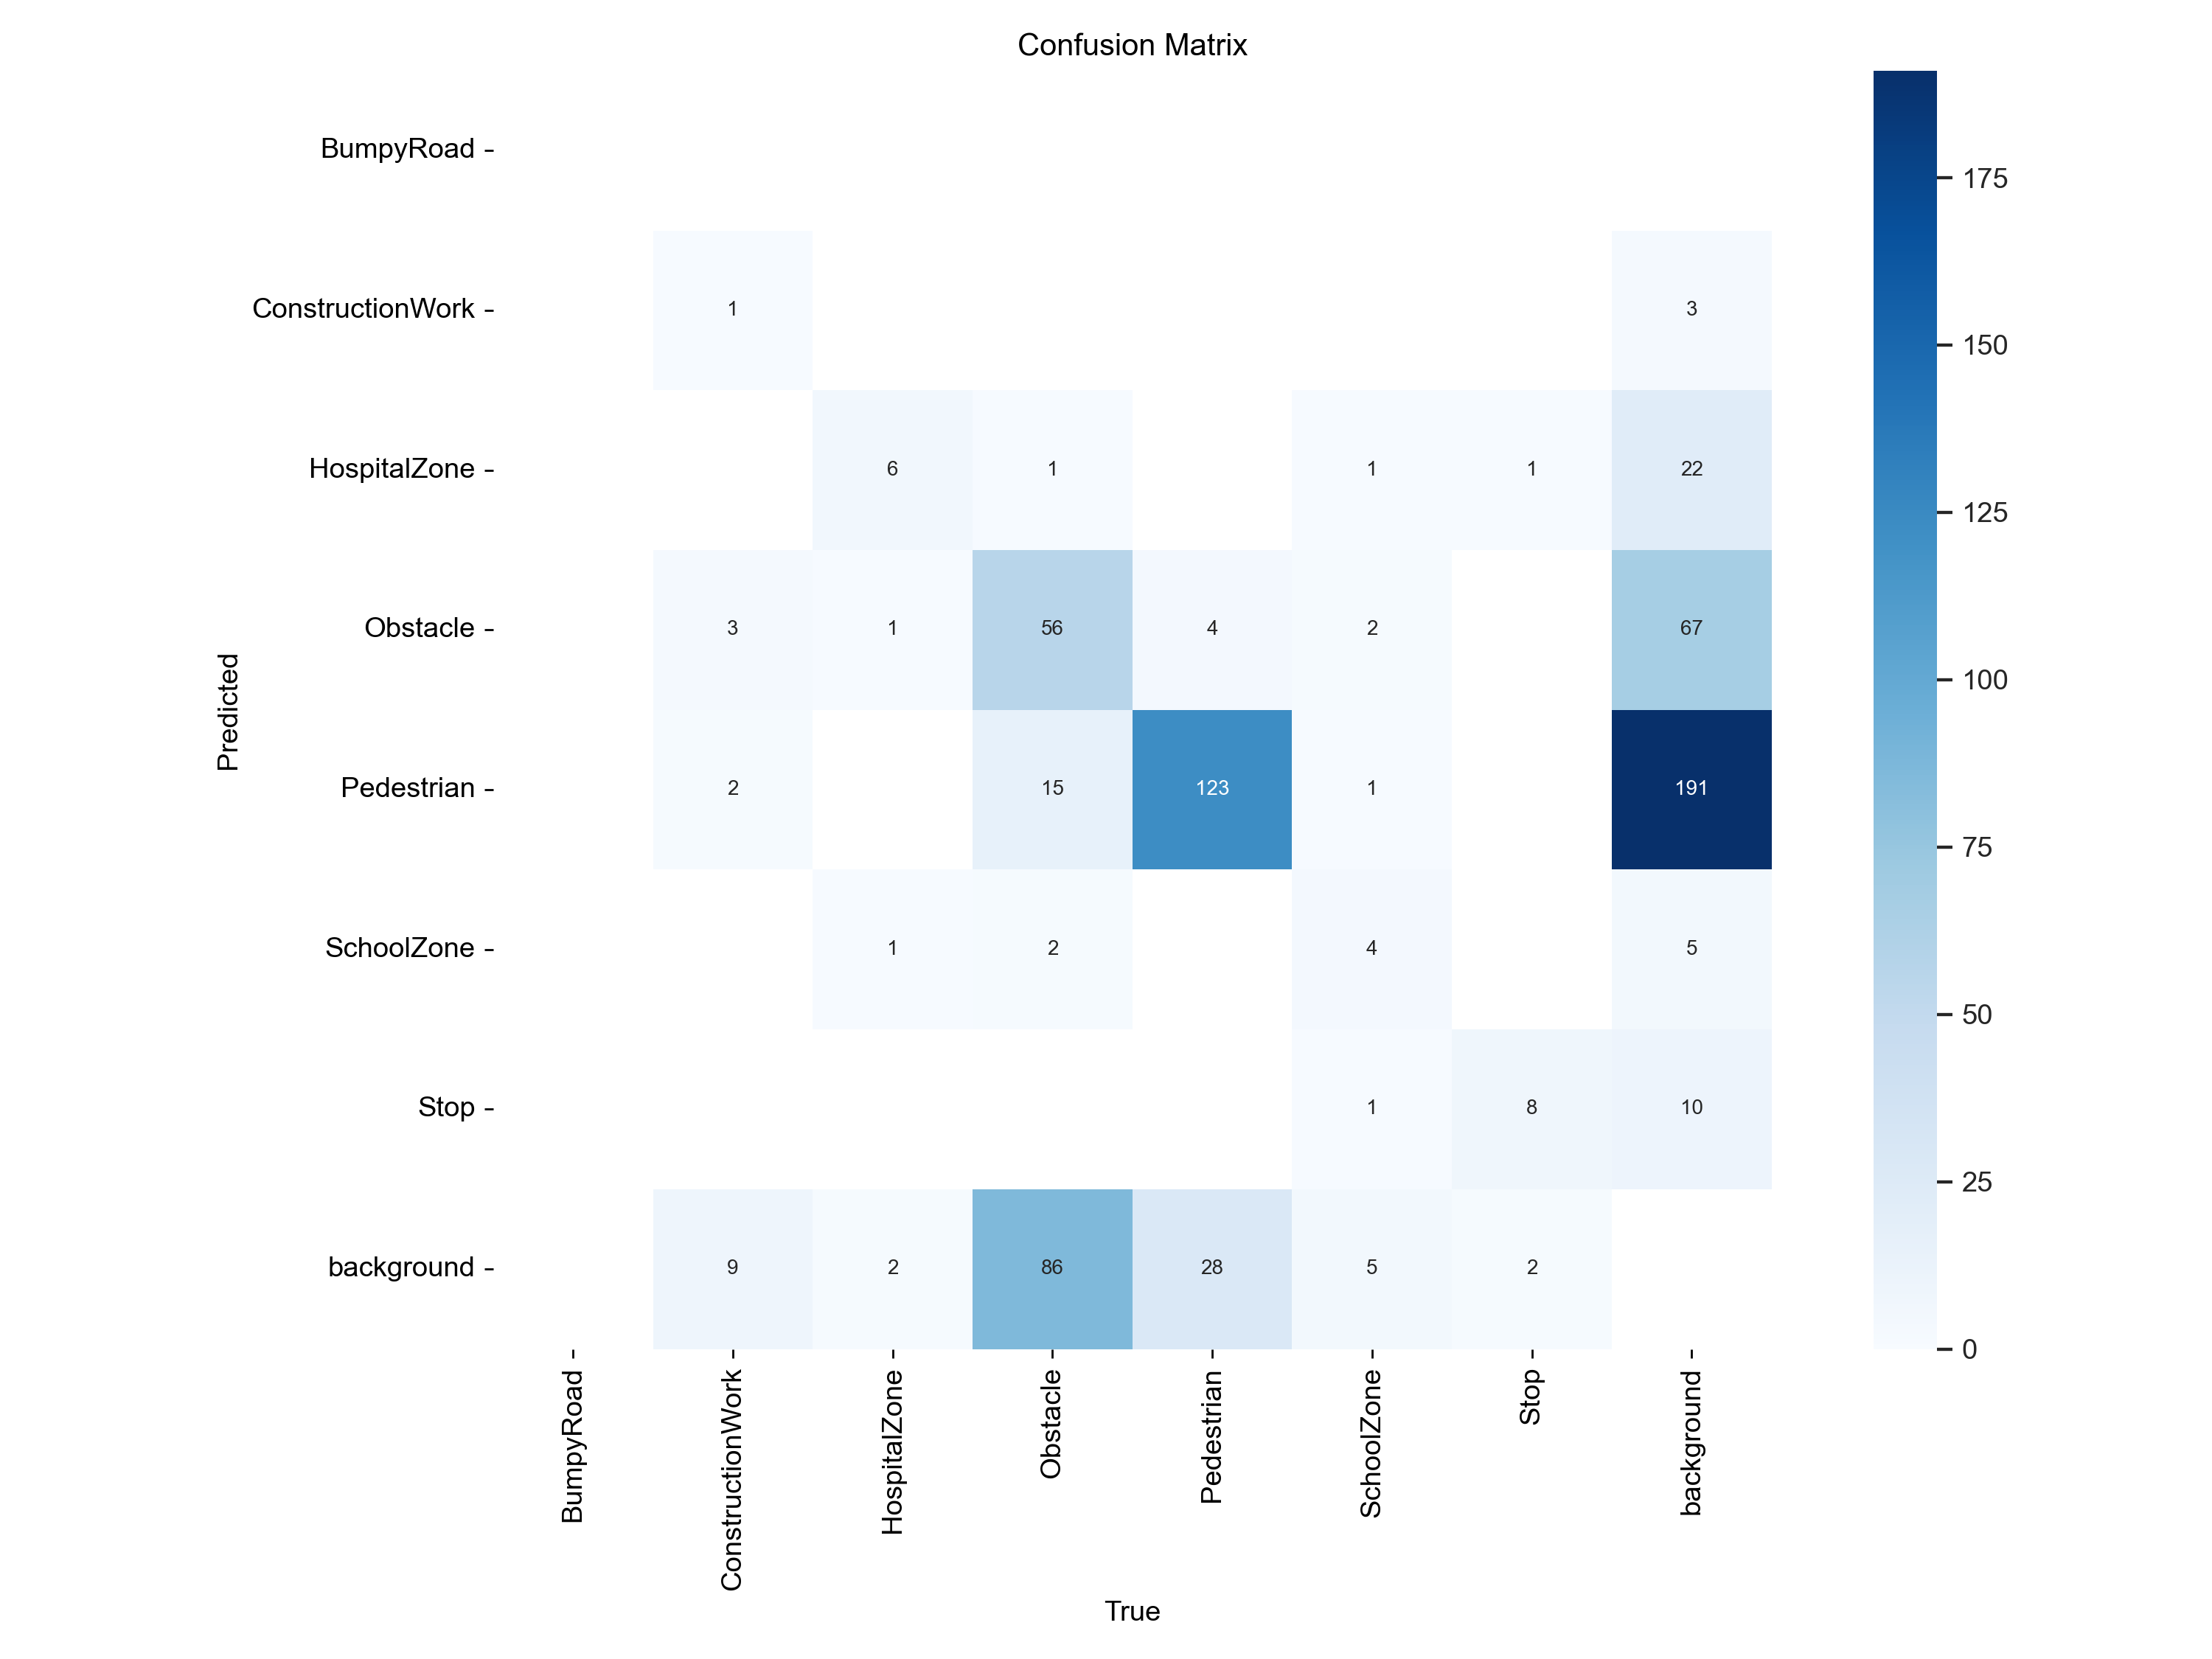 Confusion Matrix
BumpyRoad
ConstructionWork 1 3
HospitalZone 6 1 1 1 22
Obstacle 3 1 56 4 2 67
Pedestrian 2 15 123 1 191
SchoolZone 1 2 4 5
Stop 1 8 10
background 9 2 86 28 5 2
Predicted
BumpyRoad ConstructionWork HospitalZone Obstacle Pedestrian SchoolZone Stop background
True
175
150
125
100
75
50
25
0